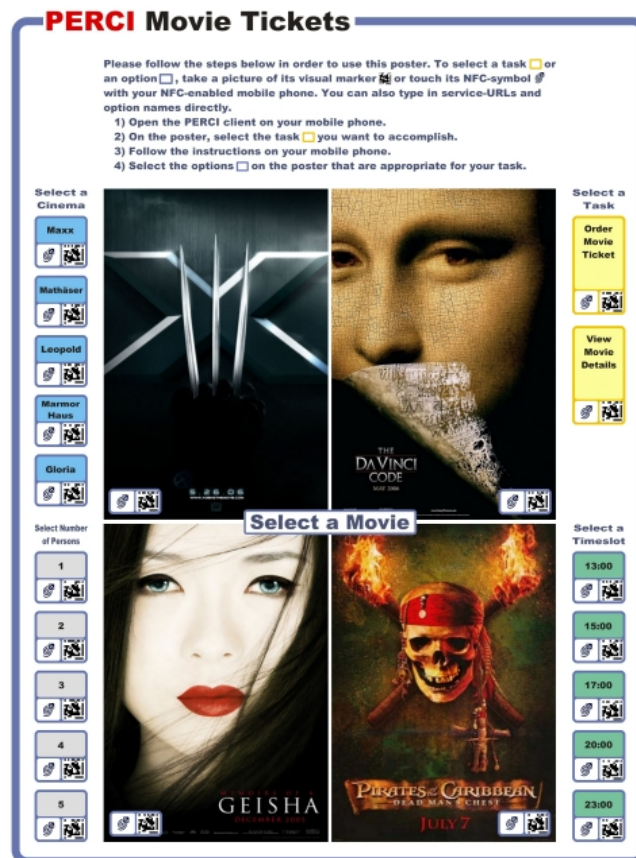 PERCI Movie Tickets
Please follow the steps below in order to use this poster. To select a task or
an option , take a picture of its visual marker or touch its NFC-symbol
with your NFC-enabled mobile phone. You can also type in service-URLs and
option names directly.
1) Open the PERCI client on your mobile phone.
2) On the poster, select the task you want to accomplish.
3) Follow the instructions on your mobile phone.
4) Select the options on the poster that are appropriate for your task.
Select a
Cinema
Maxx
Mathäser
Leopold
Marmor
Haus
Gloria
5.26.06
THE
DA VINCI
CODE
MAY 2006
Select a
Task
Order
Movie
Ticket
View
Movie
Details
Select a Movie
Select Number
of Persons
1
2
3
4
5
MEMOIRS OF A
GEISHA
DECEMBER 2005
PIRATES of the CARIBBEAN
DEAD MAN'S CHEST
JULY 7
Select a
Timeslot
13:00
15:00
17:00
20:00
23:00